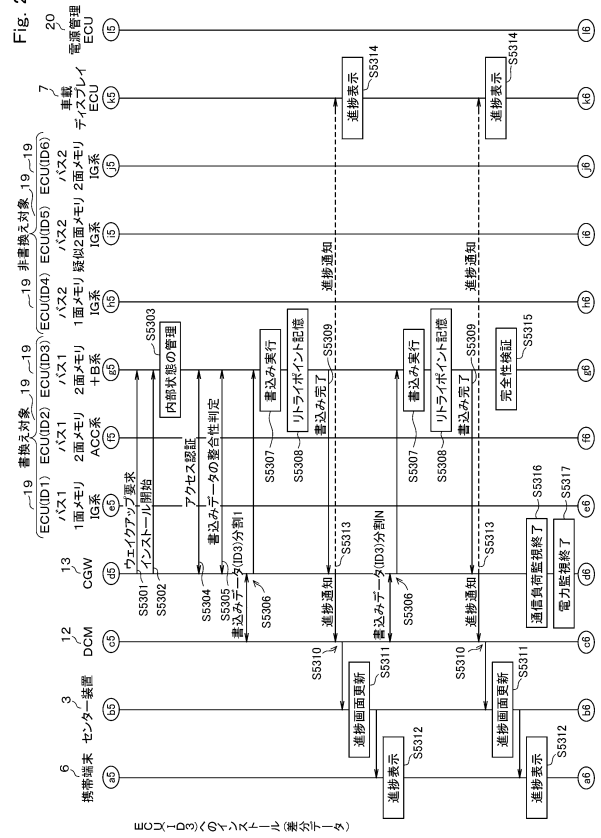 Fig. 2
6
携帯端末
3
センター装置
12
DCM
13
CGW
19 書換え対象 19
19
ECU(ID1)
バス1
1面メモリ
IG系
ECU(ID2)
バス1
2面メモリ
ACC系
ECU(ID3)
バス1
2面メモリ
+B系
19 非書換え対象 19
19
ECU(ID4)
バス2
1面メモリ
IG系
ECU(ID5)
バス2
疑似2面メモリ
IG系
ECU(ID6)
バス2
2面メモリ
IG系
7
車載
ディスプレイ
ECU
20
電源管理
ECU
a5
b5
c5
d5
e5
f5
g5
h5
i5
j5
k5
l5
ECU(ID3)へのインストール(差分データ)
ウェイクアップ要求
S5301
インストール開始
S5302
S5303
内部状態の管理
アクセス認証
S5304
書込みデータの整合性判定
S5305
書込みデータ(ID3)分割1
S5306
書込み実行
S5307
リトライポイント記憶
S5308
書込み完了
S5309
進捗通知
進捗通知
S5313
S5310
進捗画面更新
S5311
進捗表示
S5312
進捗表示
S5314
書込みデータ(ID3)分割N
S5306
書込み実行
S5307
リトライポイント記憶
S5308
書込み完了
S5309
進捗通知
進捗通知
S5313
S5310
進捗画面更新
S5311
進捗表示
S5312
進捗表示
S5314
完全性検証
S5315
通信負荷監視終了
S5316
電力監視終了
S5317
a6
b6
c6
d6
e6
f6
g6
h6
i6
j6
k6
l6